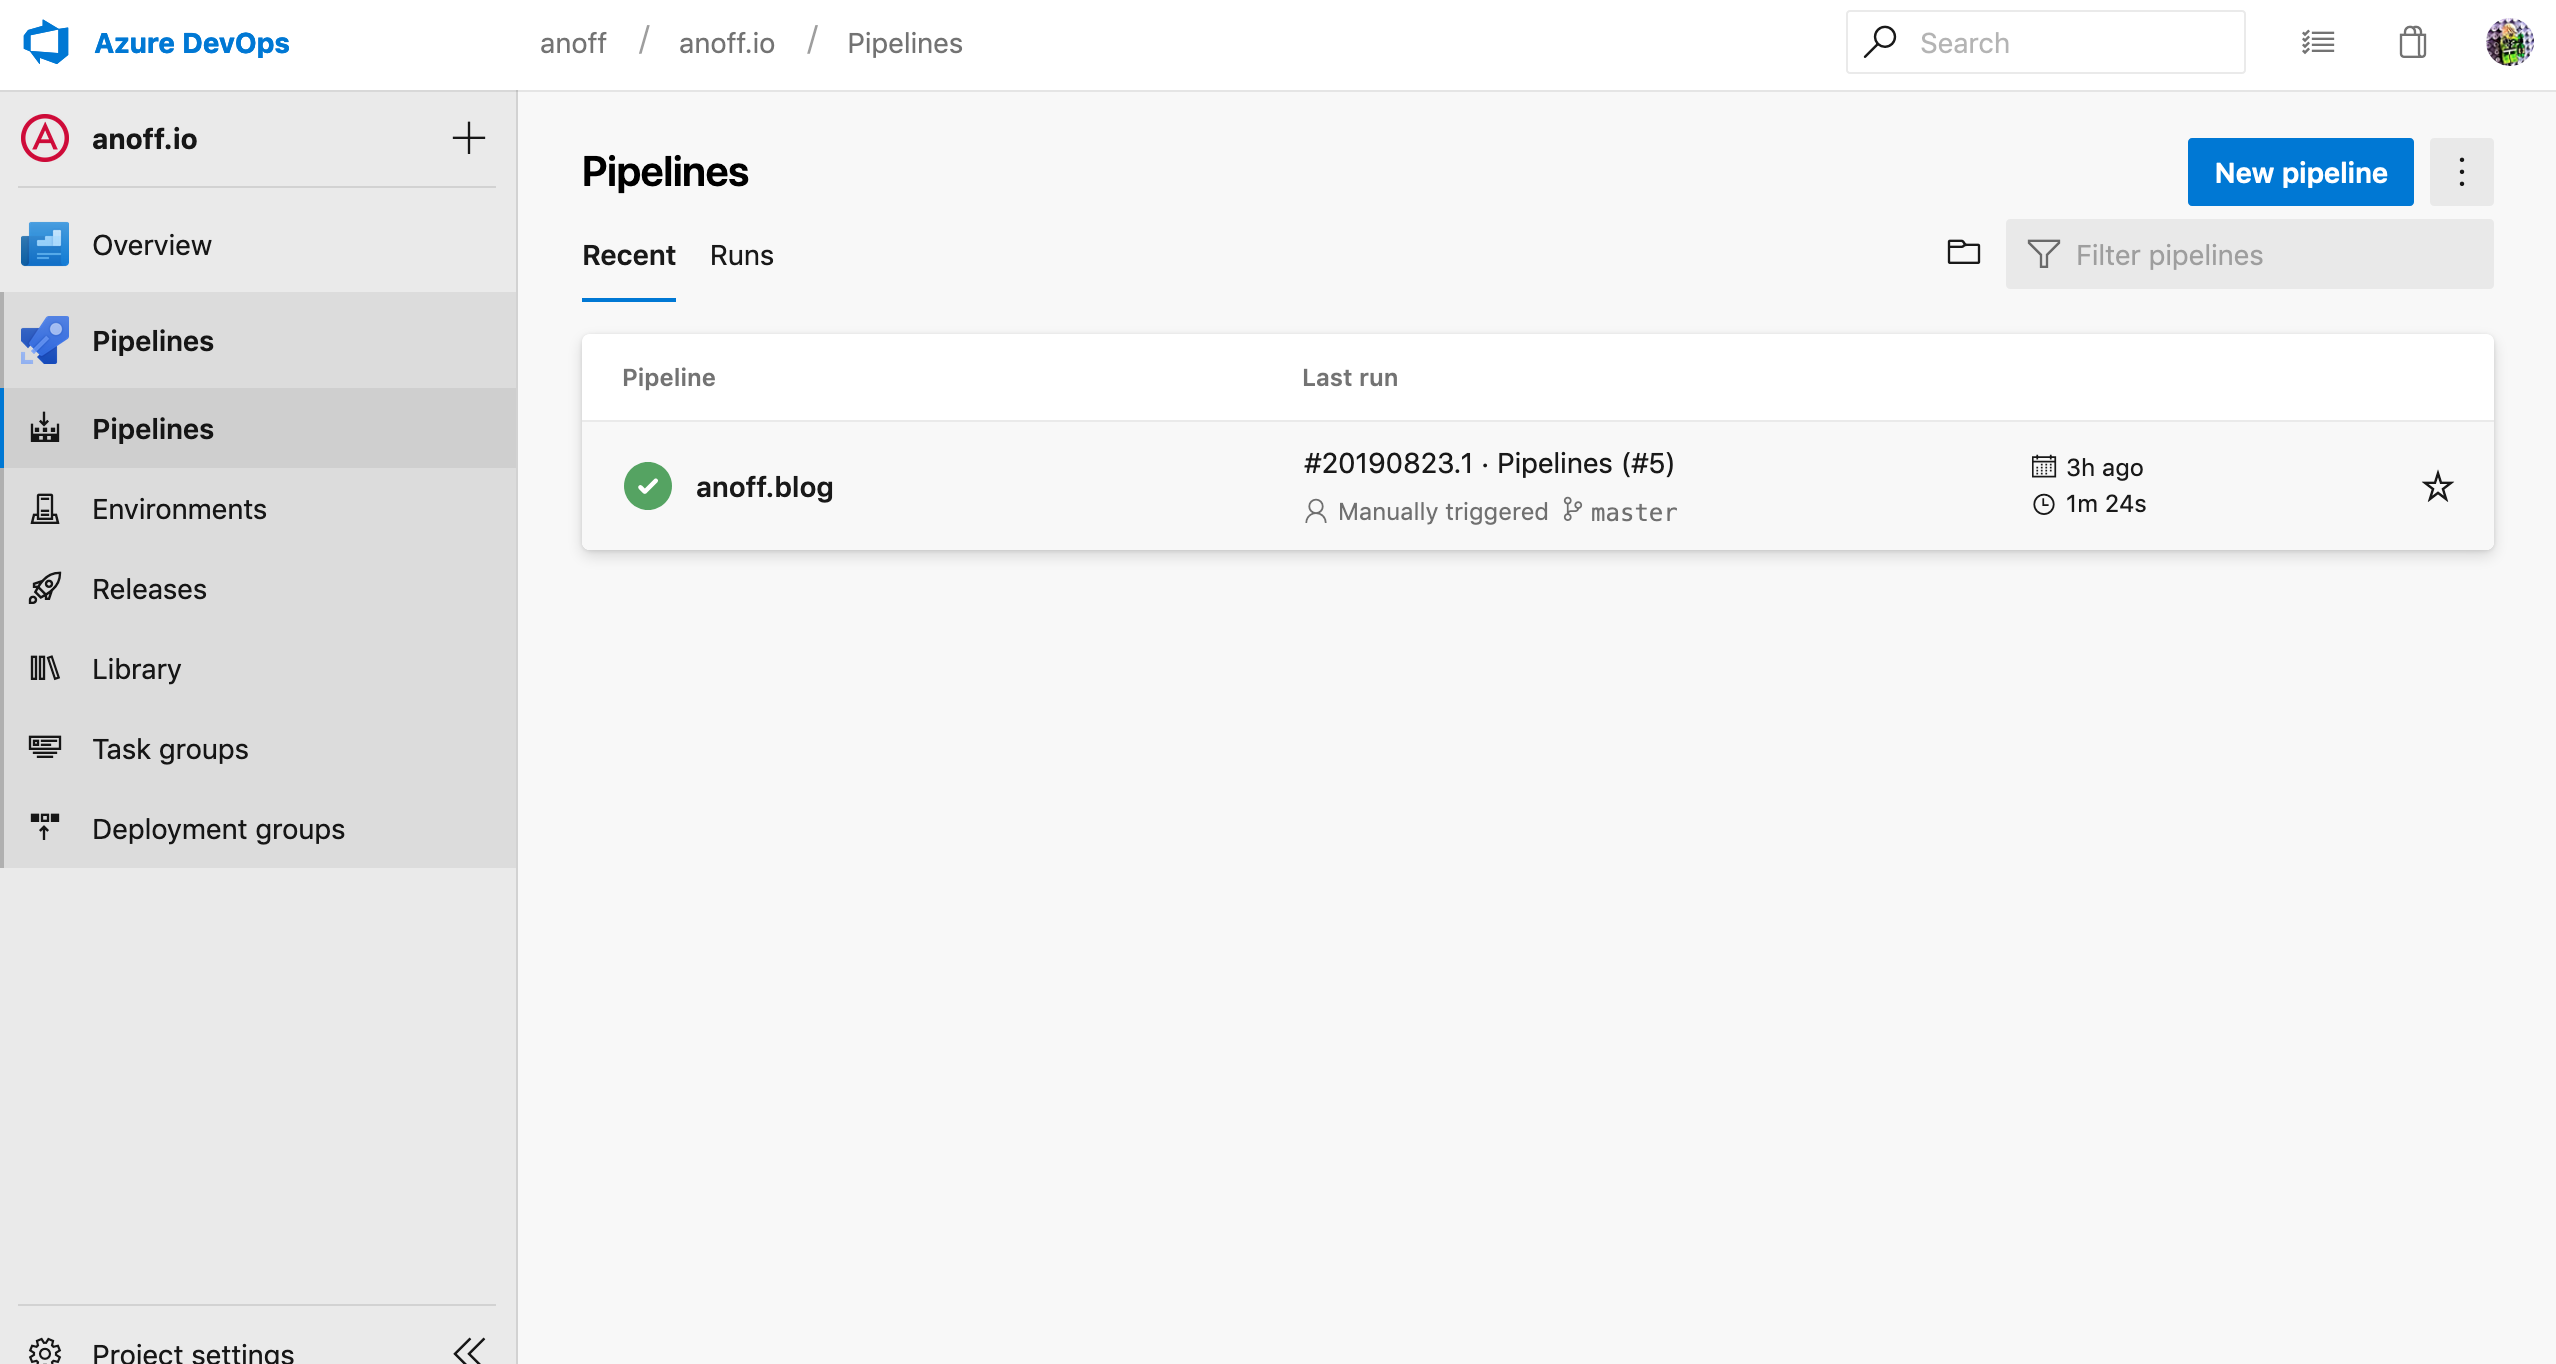 Azure DevOps
anoff / anoff.io / Pipelines
Search
anoff.io
Overview
Pipelines
Pipelines
Environments
Releases
Library
Task groups
Deployment groups
Project settings
Pipelines
New pipeline
Recent
Runs
Filter pipelines
Pipeline
Last run
anoff.blog
#20190823.1 · Pipelines (#5)
Manually triggered master
3h ago
1m 24s